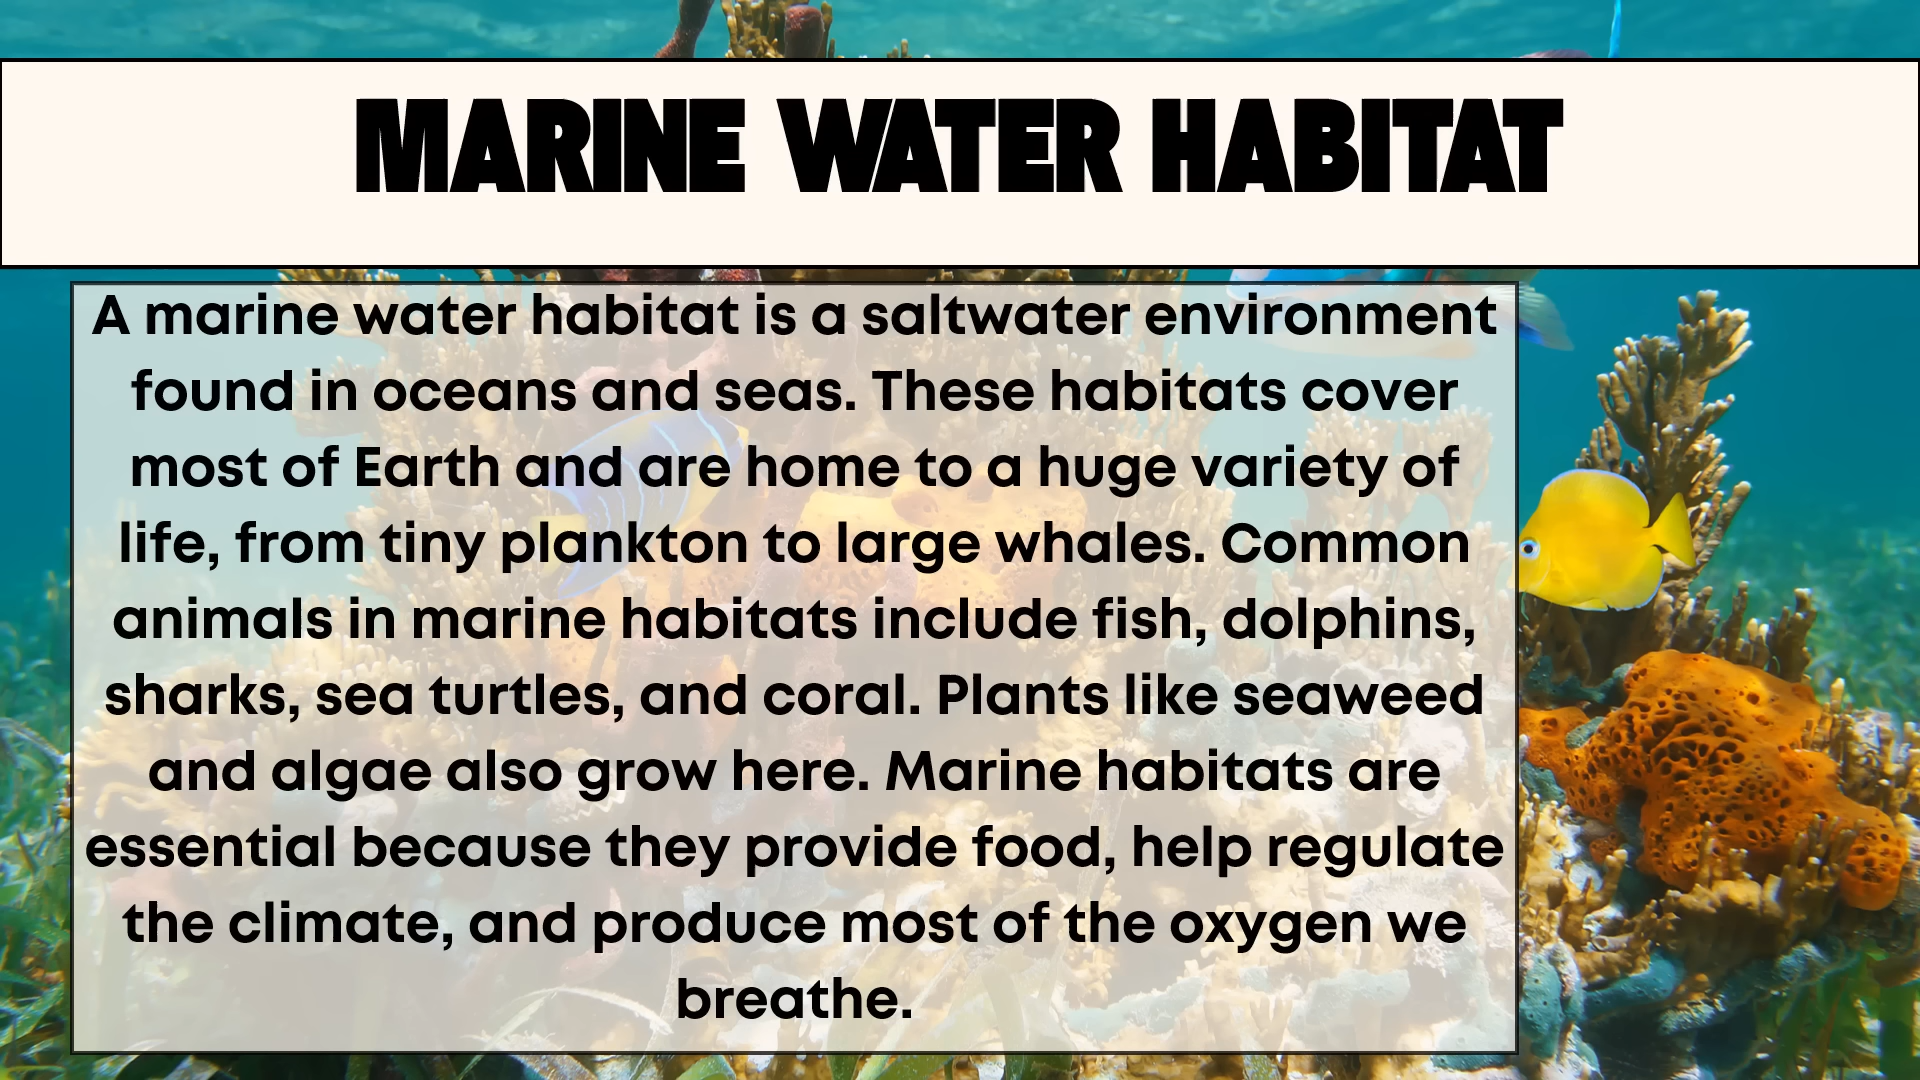 MARINE WATER HABITAT
A marine water habitat is a saltwater environment
found in oceans and seas. These habitats cover
most of Earth and are home to a huge variety of
life, from tiny plankton to large whales. Common
animals in marine habitats include fish, dolphins,
sharks, sea turtles, and coral. Plants like seaweed
and algae also grow here. Marine habitats are
essential because they provide food, help regulate
the climate, and produce most of the oxygen we
breathe.